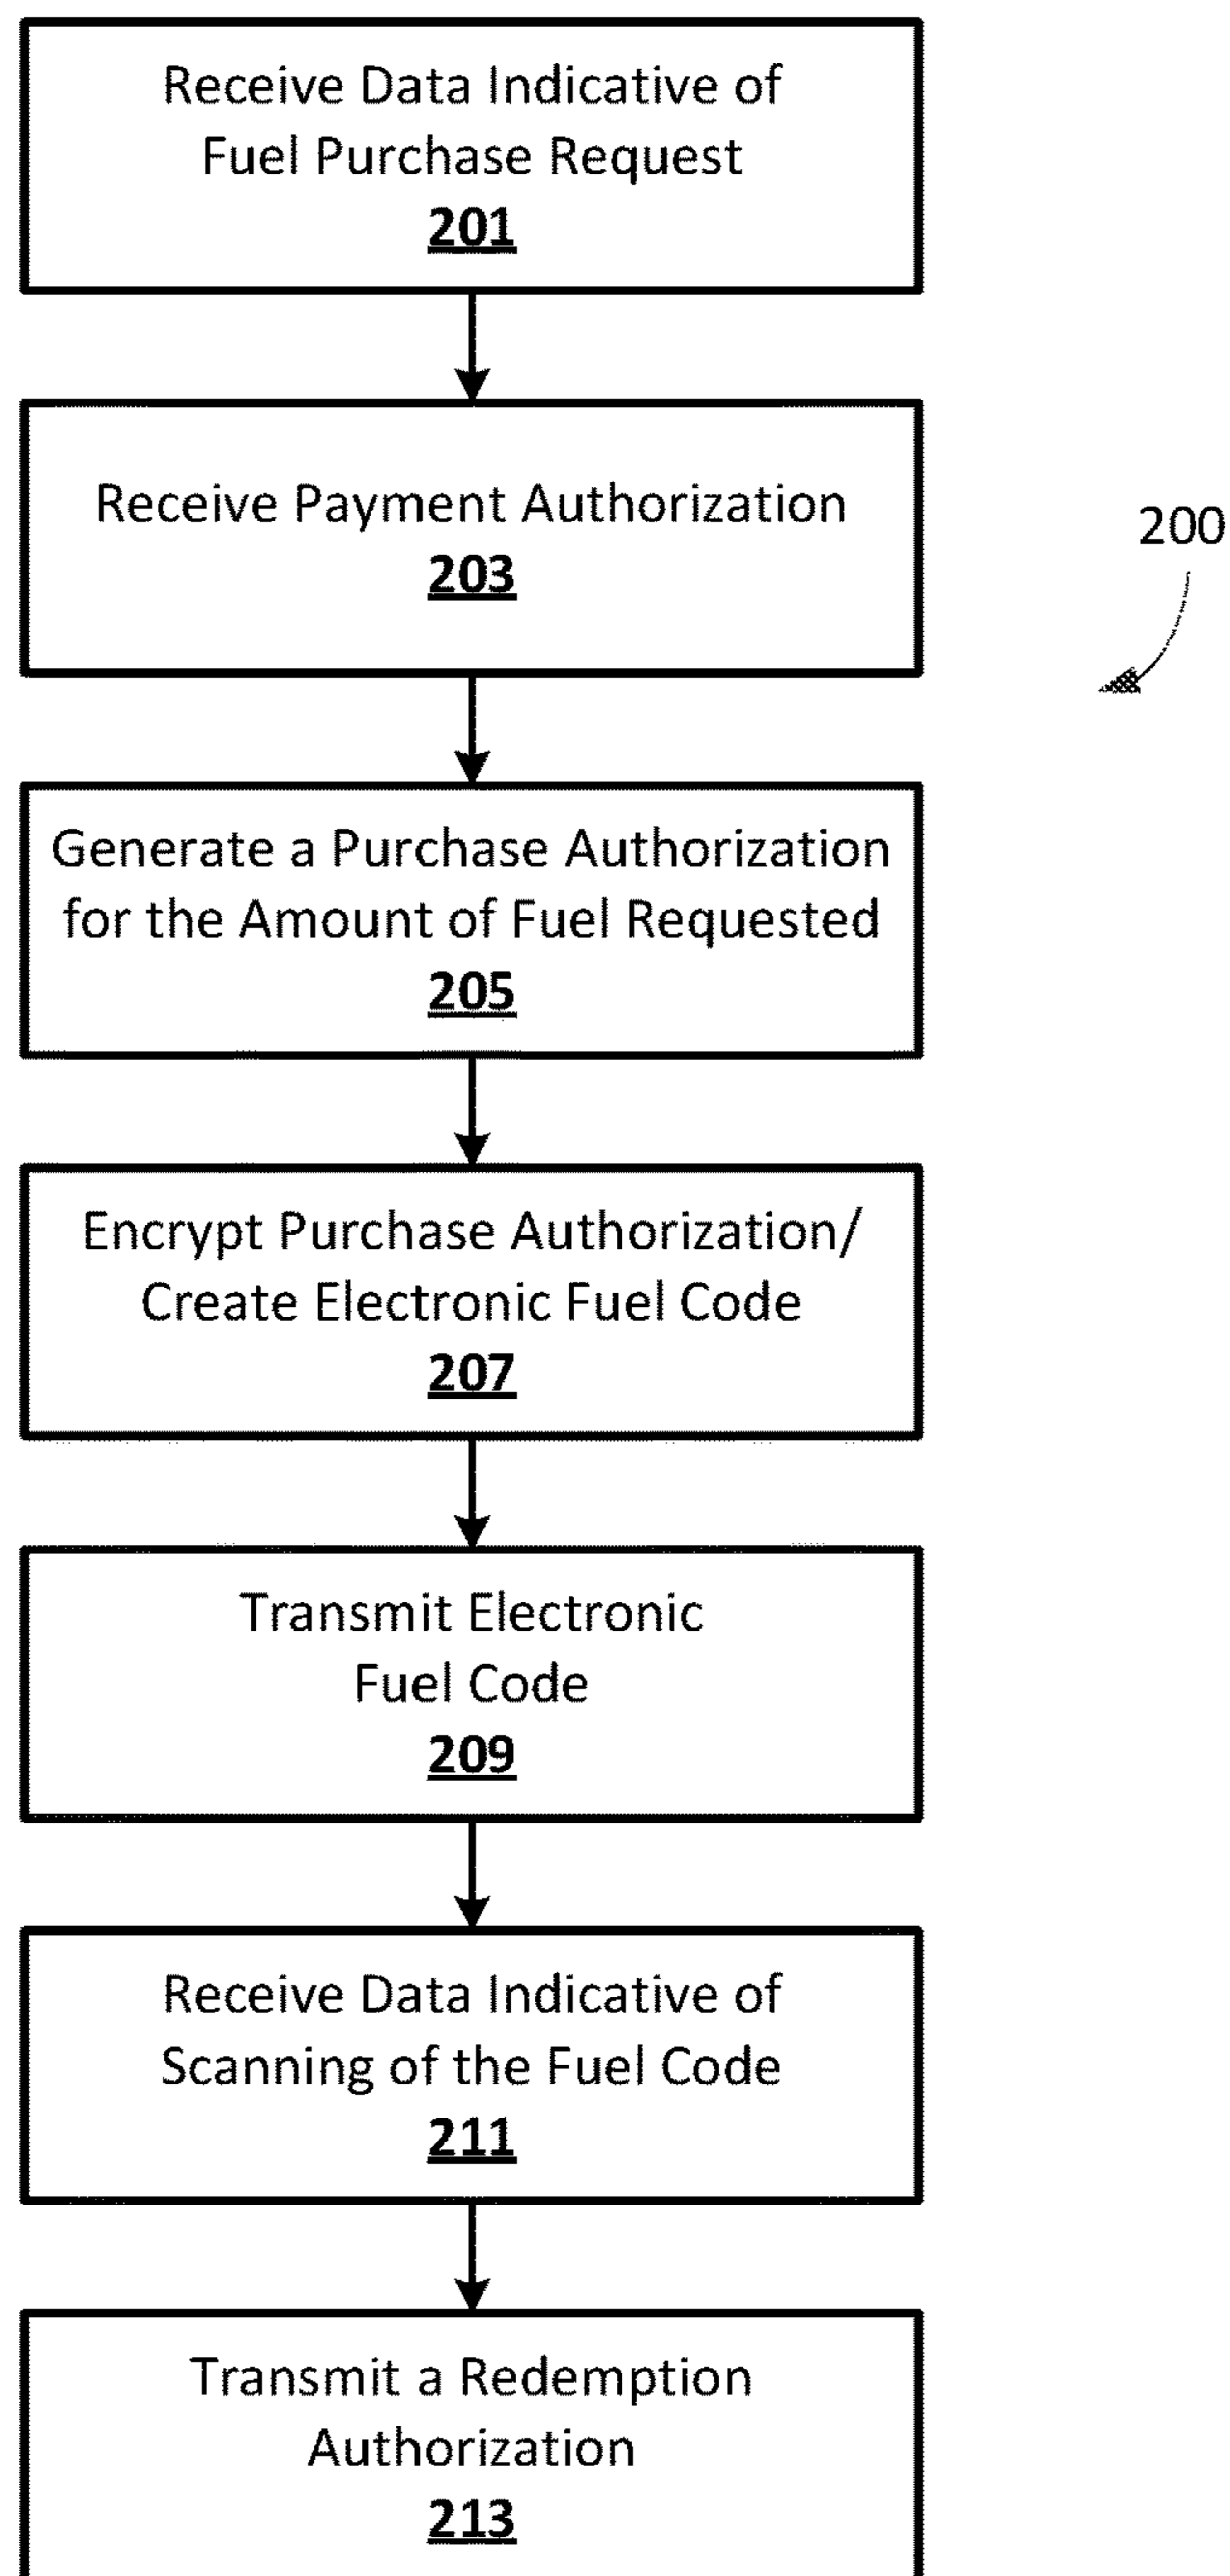 Receive Data Indicative of
Fuel Purchase Request
201
Receive Payment Authorization
203
200
Generate a Purchase Authorization
for the Amount of Fuel Requested
205
Encrypt Purchase Authorization/
Create Electronic Fuel Code
207
Transmit Electronic
Fuel Code
209
Receive Data Indicative of
Scanning of the Fuel Code
211
Transmit a Redemption
Authorization
213